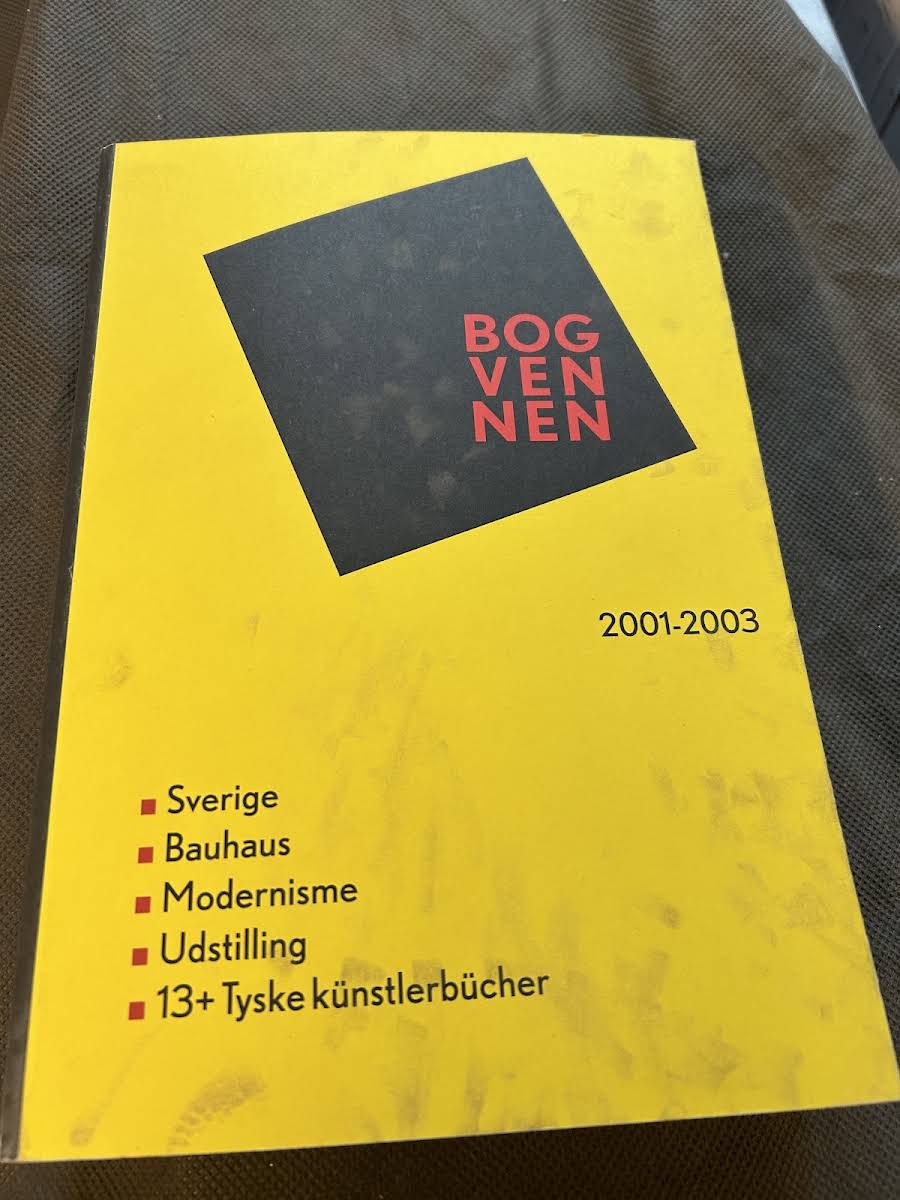 BOG
VEN
NEN
2001-2003
Sverige
Bauhaus
Modernisme
Udstilling
13+ Tyske künstlerbücher